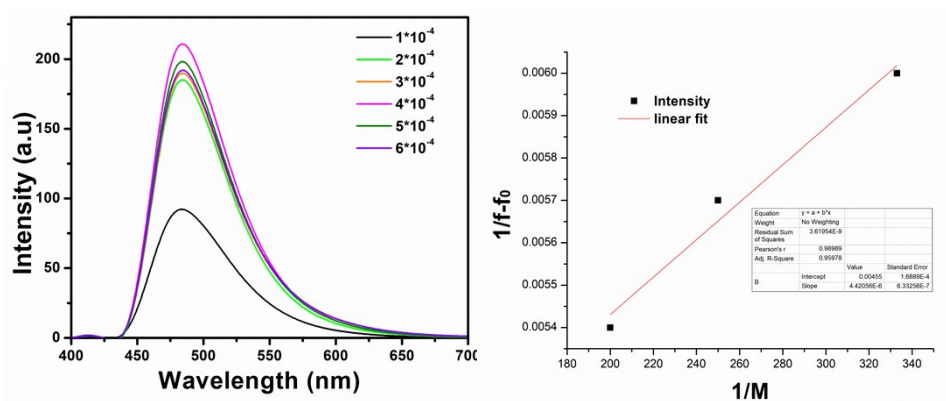 1*10-4
2*10-4
3*10-4
4*10-4
5*10-4
6*10-4
200
150
100
50
0
Intensity (a.u)
400 450 500 550 600 650 700
Wavelength (nm)
0.0060
0.0059
0.0058
0.0057
0.0056
0.0055
0.0054
1/f-f0
Intensity
linear fit
Equation y = a + b*x
Weight No Weighting
Residual Sum of Squares 3.61954E-9
Pearson's r 0.98989
Adj. R-Square 0.95978
Value Standard Error
B Intercept 0.00455 1.6889E-4
Slope 4.42056E-6 6.33256E-7
180 200 220 240 260 280 300 320 340
1/M